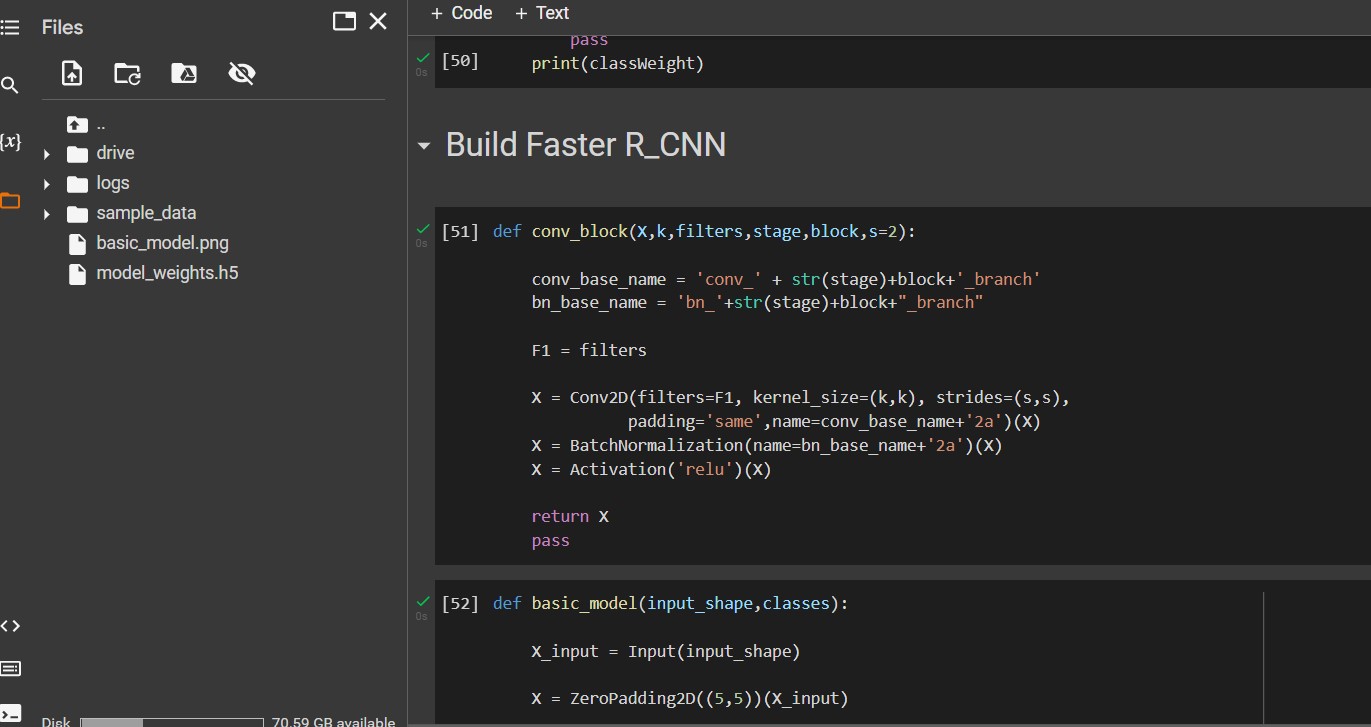 Files
{x}
..
drive
logs
sample_data
basic_model.png
model_weights.h5
<>
Disk 70.59 GB available
+ Code + Text
pass
0s [50] print(classWeight)
Build Faster R_CNN
0s [51] def conv_block(X,k,filters,stage,block,s=2):
conv_base_name = 'conv_' + str(stage)+block+'_branch'
bn_base_name = 'bn_'+str(stage)+block+"_branch"
F1 = filters
X = Conv2D(filters=F1, kernel_size=(k,k), strides=(s,s),
padding='same',name=conv_base_name+'2a')(X)
X = BatchNormalization(name=bn_base_name+'2a')(X)
X = Activation('relu')(X)
return X
pass
0s [52] def basic_model(input_shape,classes):
X_input = Input(input_shape)
X = ZeroPadding2D((5,5))(X_input)